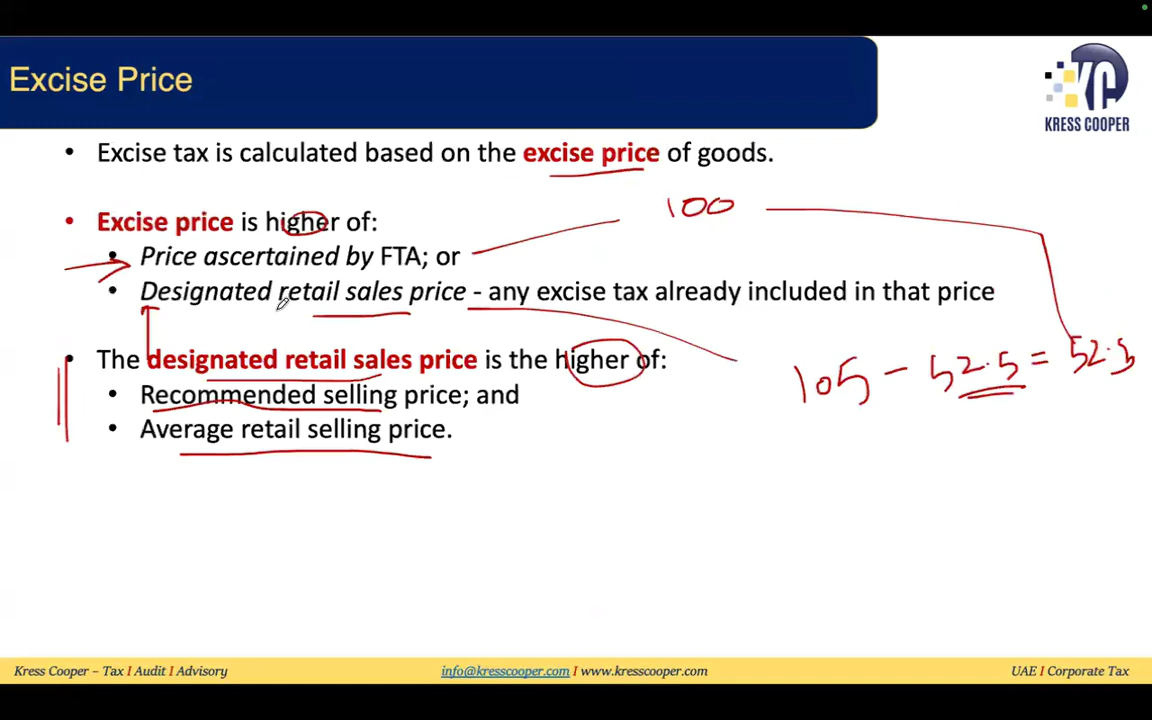 Excise Price
KC
KRESS COOPER
• Excise tax is calculated based on the excise price of goods.
100
• Excise price is higher of:
• Price ascertained by FTA; or
• Designated retail sales price - any excise tax already included in that price
• The designated retail sales price is the higher of:
105 - 52.5 = 52.5
• Recommended selling price; and
• Average retail selling price.
Kress Cooper – Tax I Audit I Advisory
info@kresscooper.com I www.kresscooper.com
UAE I Corporate Tax